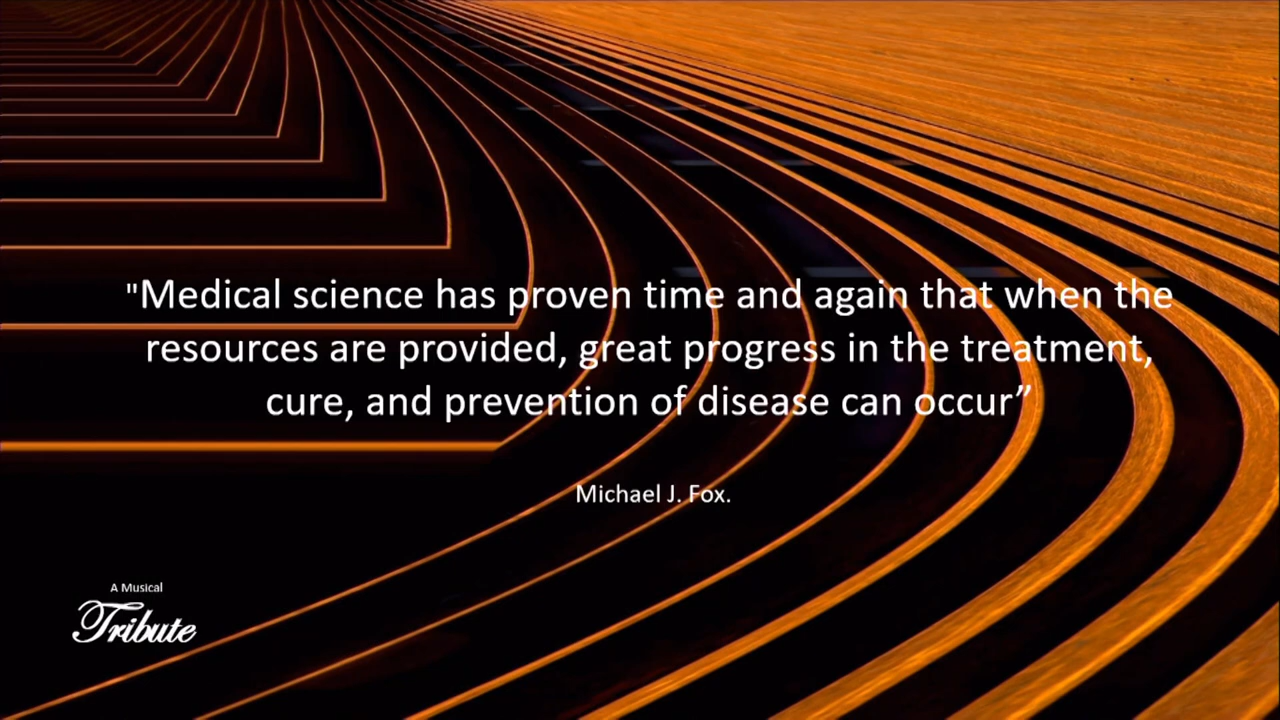 "Medical science has proven time and again that when the
resources are provided, great progress in the treatment,
cure, and prevention of disease can occur”
Michael J. Fox.
A Musical
Tribute